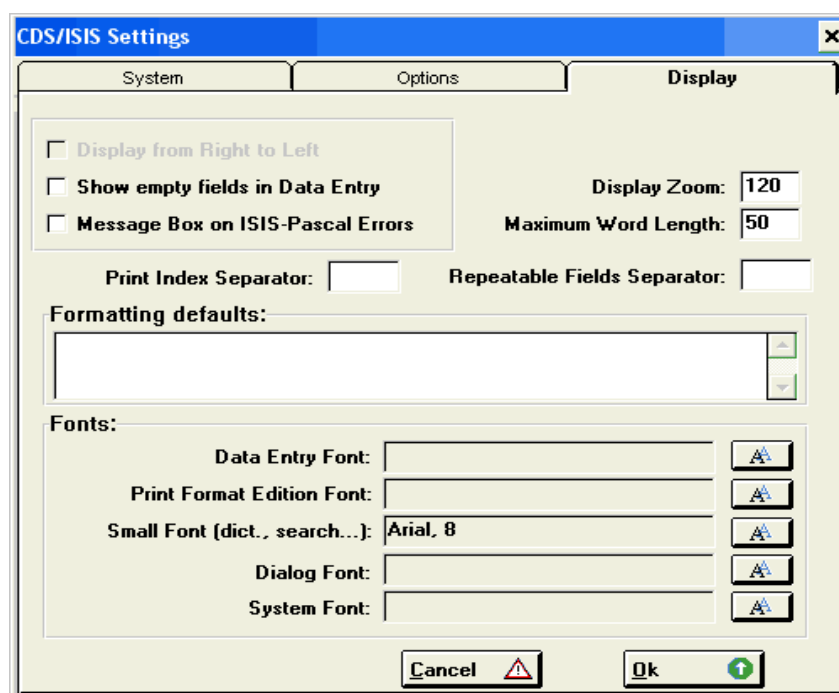 CDS/ISIS Settings
System Options Display
Display from Right to Left
Show empty fields in Data Entry
Display Zoom: 120
Message Box on ISIS-Pascal Errors
Maximum Word Length: 50
Print Index Separator:
Repeatable Fields Separator:
Formatting defaults:
Fonts:
Data Entry Font:
Print Format Edition Font:
Small Font (dict., search...): Arial, 8
Dialog Font:
System Font:
Cancel Ok